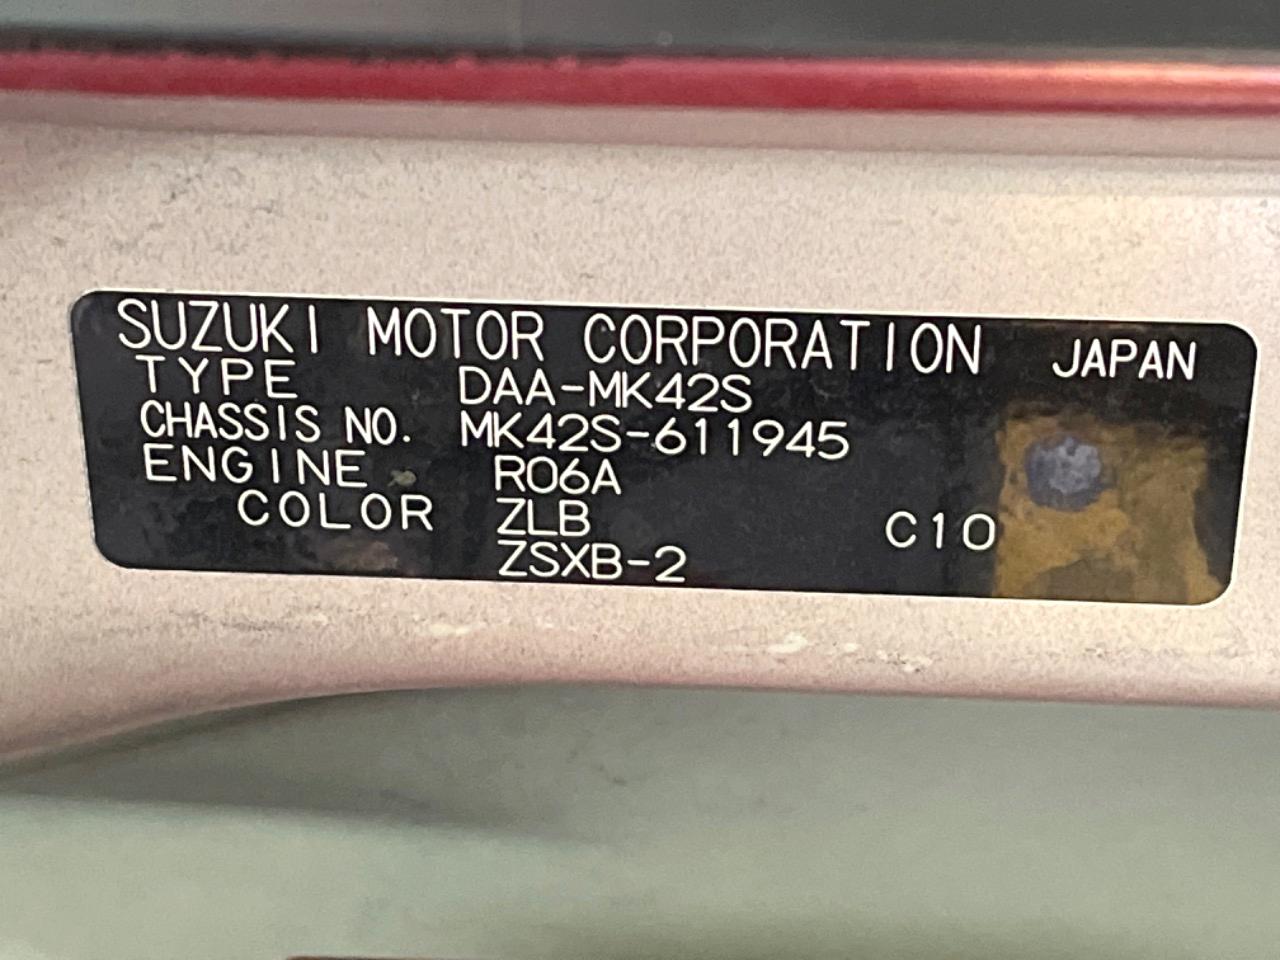 SUZUKI MOTOR CORPORATION JAPAN
TYPE DAA-MK42S
CHASSIS NO. MK42S-611945
ENGINE R06A
COLOR ZLB C10
ZSXB-2